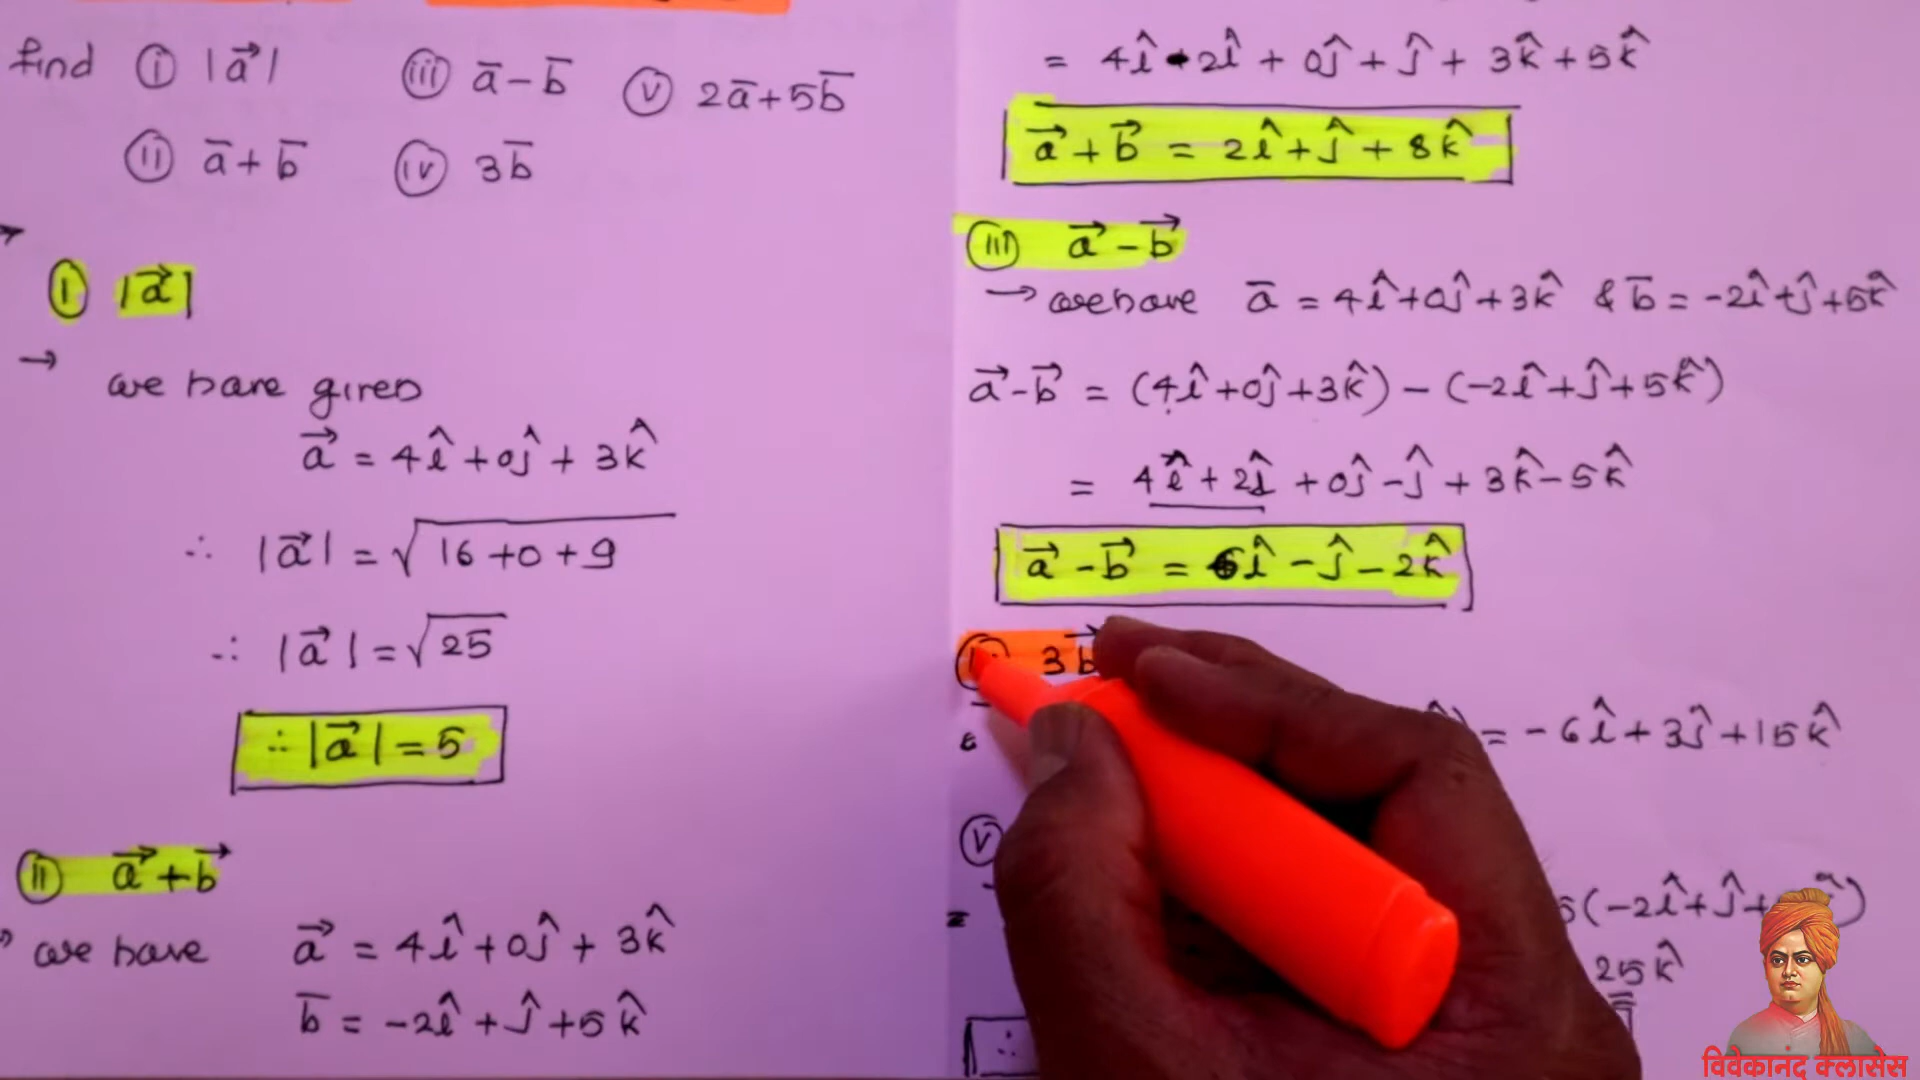 find (i) |a⃗| (iii) a̅ - b̅ (v) 2a̅ + 5b̅
(ii) a̅ + b̅ (iv) 3b̅
→
(i) |a⃗|
→ we have given
a⃗ = 4î + 0ĵ + 3k̂
∴ |a⃗| = √16 + 0 + 9
∴ |a⃗| = √25
∴ |a⃗| = 5
(ii) a⃗ + b⃗
→ we have a⃗ = 4î + 0ĵ + 3k̂
b̅ = -2î + ĵ + 5k̂
= 4î - 2î + 0ĵ + ĵ + 3k̂ + 5k̂
a⃗ + b⃗ = 2î + ĵ + 8k̂
(iii) a⃗ - b⃗
→ we have a̅ = 4î + 0ĵ + 3k̂ & b̅ = -2î + ĵ + 5k̂
a⃗ - b⃗ = (4î + 0ĵ + 3k̂) - (-2î + ĵ + 5k̂)
= 4î + 2î + 0ĵ - ĵ + 3k̂ - 5k̂
a⃗ - b⃗ = 6î - ĵ - 2k̂
3b⃗
= -6î + 3ĵ + 15k̂
(v)
5(-2î + ĵ +
= 25k̂
∴
विवेकानंद क्लासेस